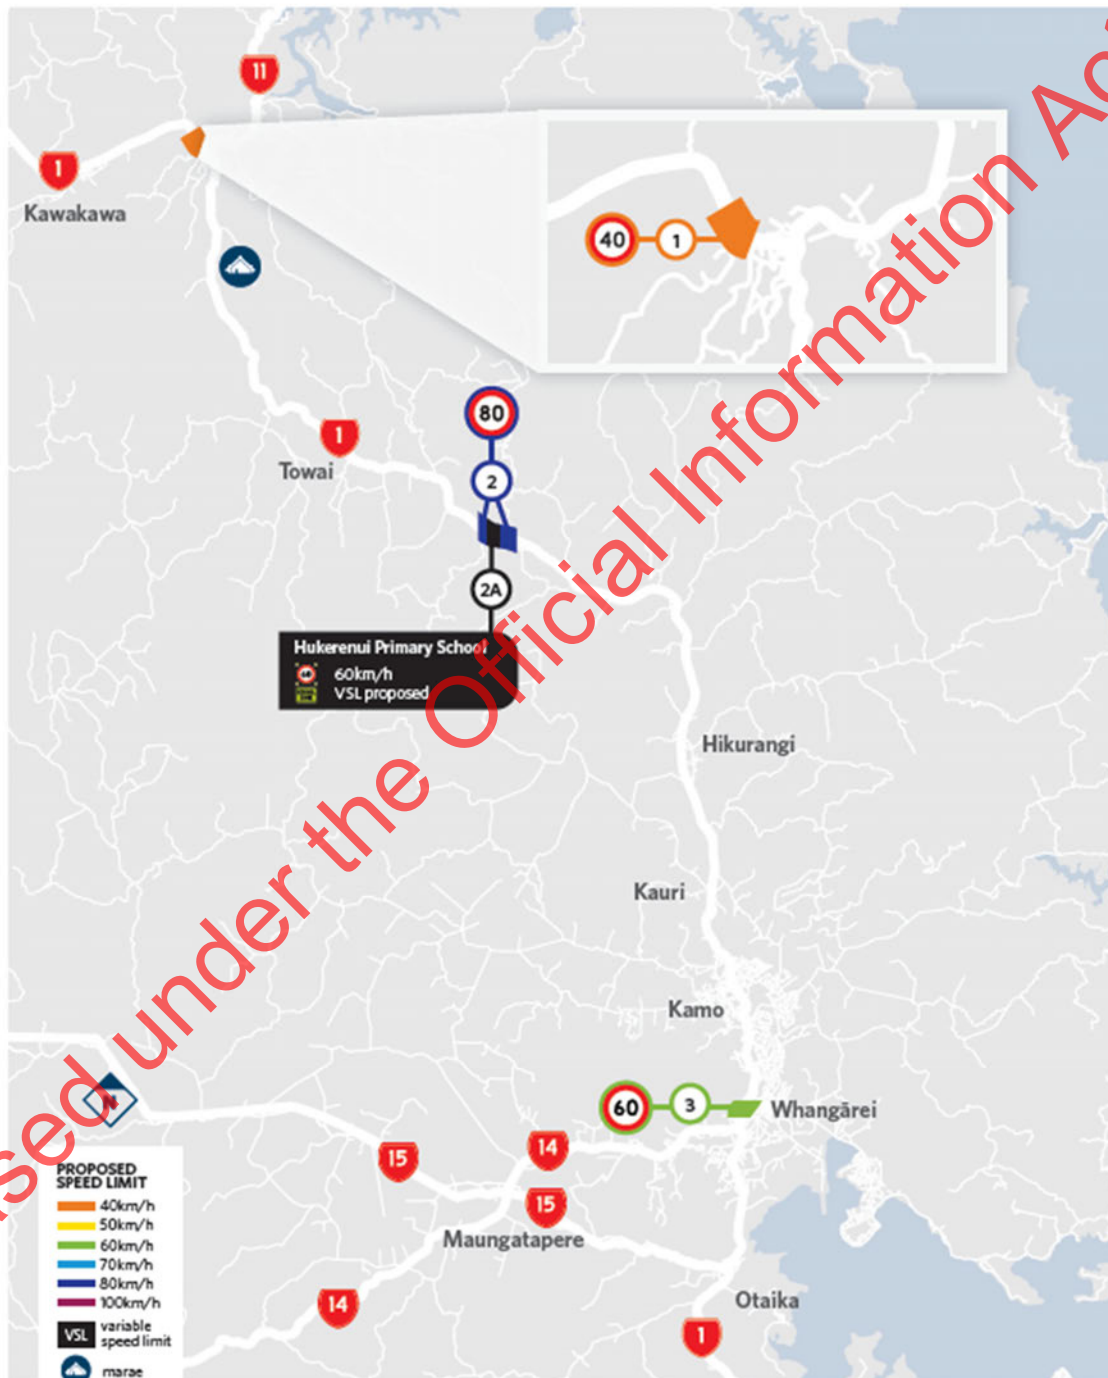 11
1
Kawakawa
40
1
80
1
Towai
2
2A
Hukerenui Primary School
60km/h
VSL proposed
Hikurangi
Kauri
Kamo
N
60
3
Whangārei
15
14
15
Maungatapere
14
Otaika
1
PROPOSED
SPEED LIMIT
40km/h
50km/h
60km/h
70km/h
80km/h
100km/h
VSL
variable
speed limit
marae
under the Official Information